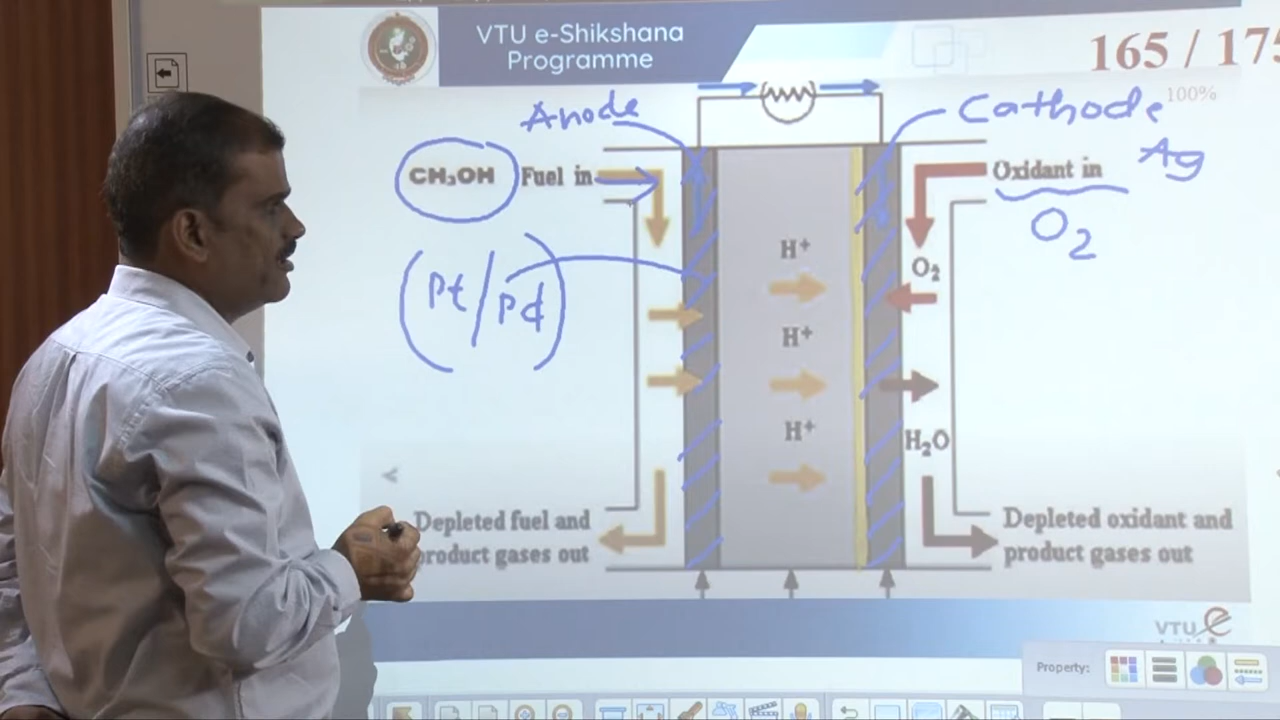 VTU e-Shikshana
Programme
165 / 175
100%
Anode
Cathode
CH₃OH
Fuel in
Oxidant in
Ag
O₂
(Pt/Pd)
H⁺
O₂
H⁺
H⁺
H₂O
Depleted fuel and
product gases out
Depleted oxidant and
product gases out
VTU e
Property: